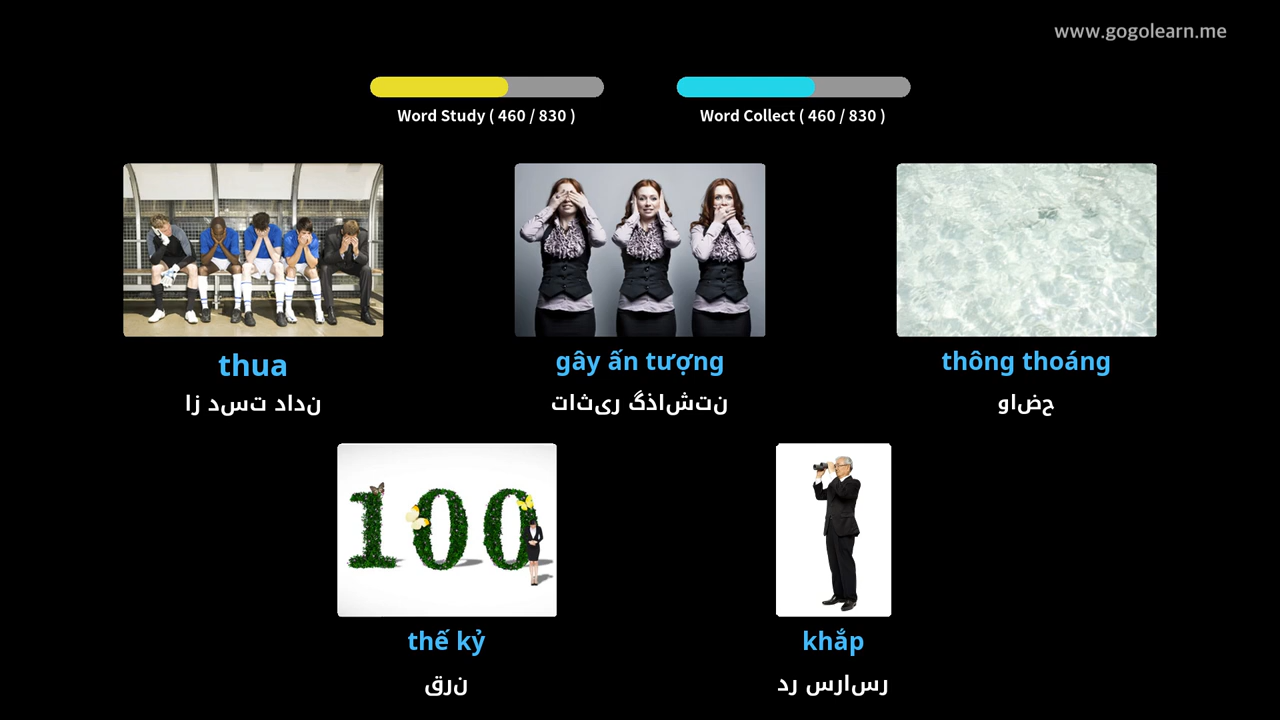 www.gogolearn.me
Word Study ( 460 / 830 )
Word Collect ( 460 / 830 )
thua
gây ấn tượng
thông thoáng
از دست دادن
تاثیر گذاشتن
واضح
100
thế kỷ
khắp
قرن
در سراسر